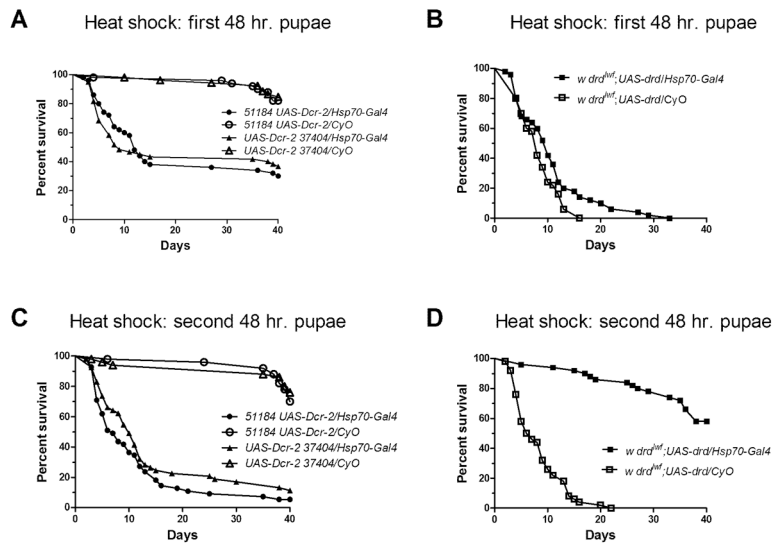 A
Heat shock: first 48 hr. pupae
Percent survival
100
80
60
40
20
0
0 10 20 30 40
Days
51184 UAS-Dcr-2/Hsp70-Gal4
51184 UAS-Dcr-2/CyO
UAS-Dcr-2 37404/Hsp70-Gal4
UAS-Dcr-2 37404/CyO
B
Heat shock: first 48 hr. pupae
Percent survival
100
80
60
40
20
0
0 10 20 30 40
Days
w drdlwf;UAS-drd/Hsp70-Gal4
w drdlwf;UAS-drd/CyO
C
Heat shock: second 48 hr. pupae
Percent survival
100
80
60
40
20
0
0 10 20 30 40
Days
51184 UAS-Dcr-2/Hsp70-Gal4
51184 UAS-Dcr-2/CyO
UAS-Dcr-2 37404/Hsp70-Gal4
UAS-Dcr-2 37404/CyO
D
Heat shock: second 48 hr. pupae
Percent survival
100
80
60
40
20
0
0 10 20 30 40
Days
w drdlwf;UAS-drd/Hsp70-Gal4
w drdlwf;UAS-drd/CyO